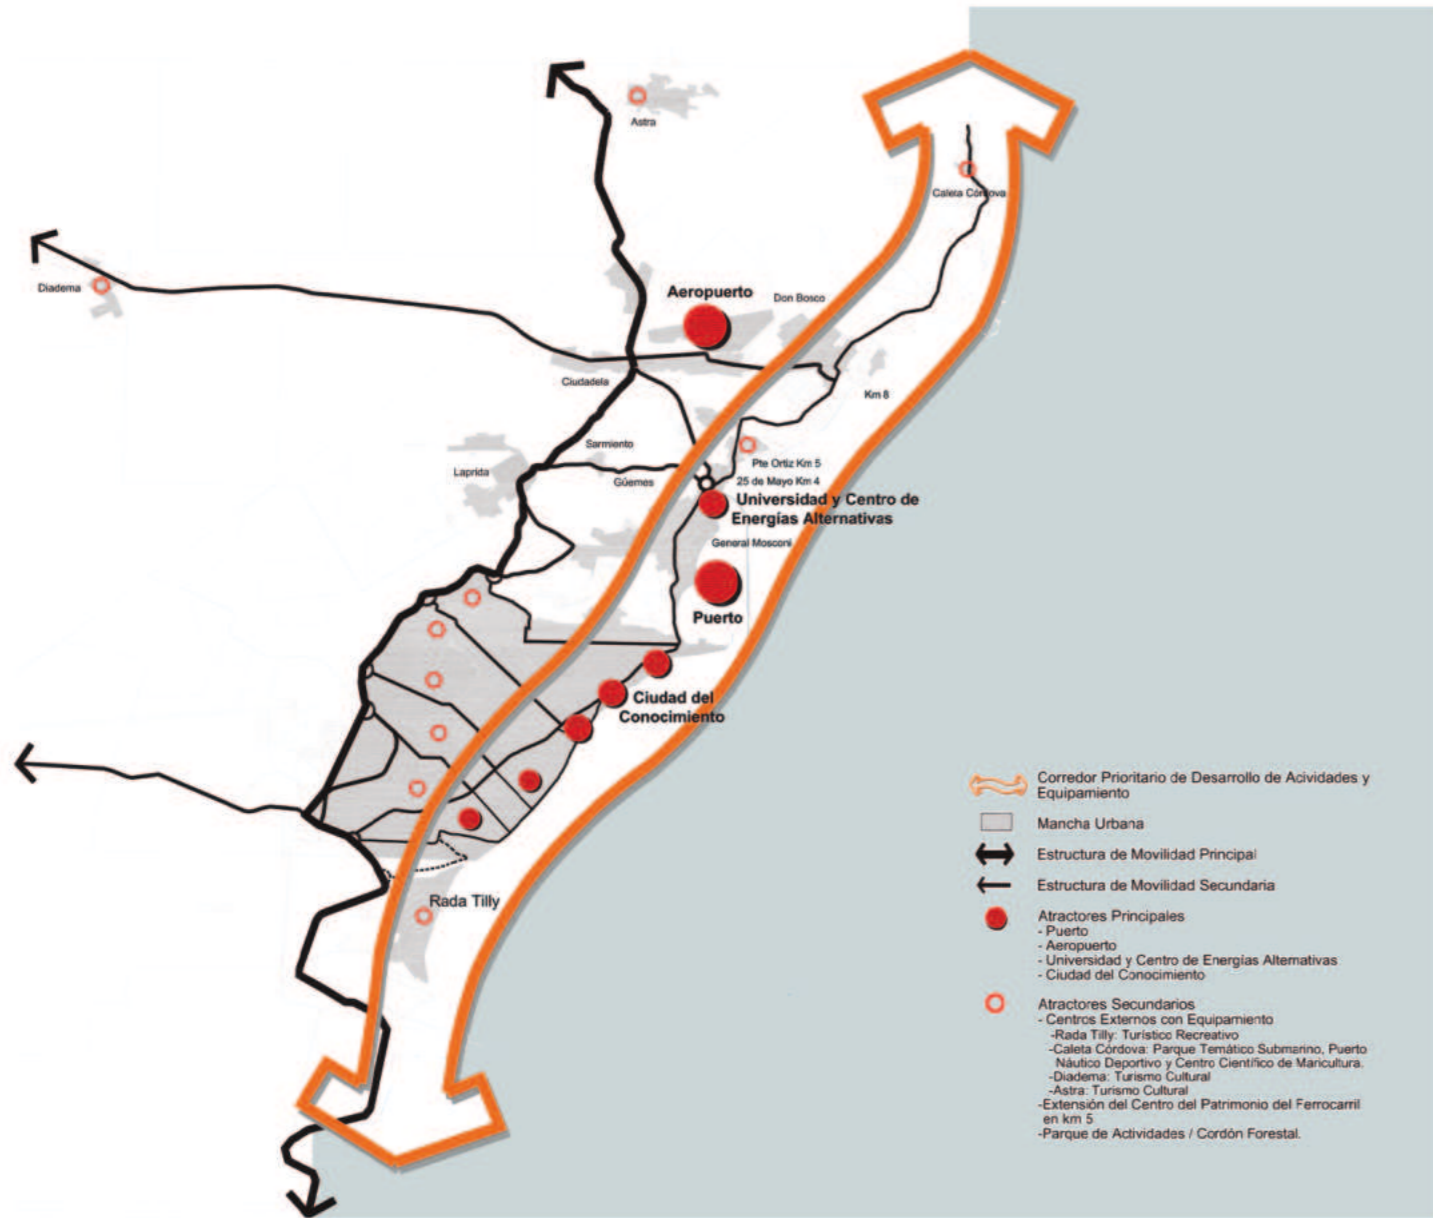 Astra
Caleta Córdova
Diadema
Aeropuerto
Don Bosco
Ciudadela
Km 8
Sarmiento
Laprida
Güemes
Pte Ortiz Km 5
25 de Mayo Km 4
Universidad y Centro de
Energías Alternativas
General Mosconi
Puerto
Ciudad del
Conocimiento
Rada Tilly
Corredor Prioritario de Desarrollo de Acividades y
Equipamiento
Mancha Urbana
Estructura de Movilidad Principal
Estructura de Movilidad Secundaria
Atractores Principales
- Puerto
- Aeropuerto
- Universidad y Centro de Energías Alternativas
- Ciudad del Conocimiento
Atractores Secundarios
- Centros Externos con Equipamiento
-Rada Tilly: Turístico Recreativo
-Caleta Córdova: Parque Temático Submarino, Puerto
Náutico Deportivo y Centro Científico de Maricultura.
-Diadema: Turismo Cultural
-Astra: Turismo Cultural
-Extensión del Centro del Patrimonio del Ferrocarril
en km 5
-Parque de Actividades / Cordón Forestal.